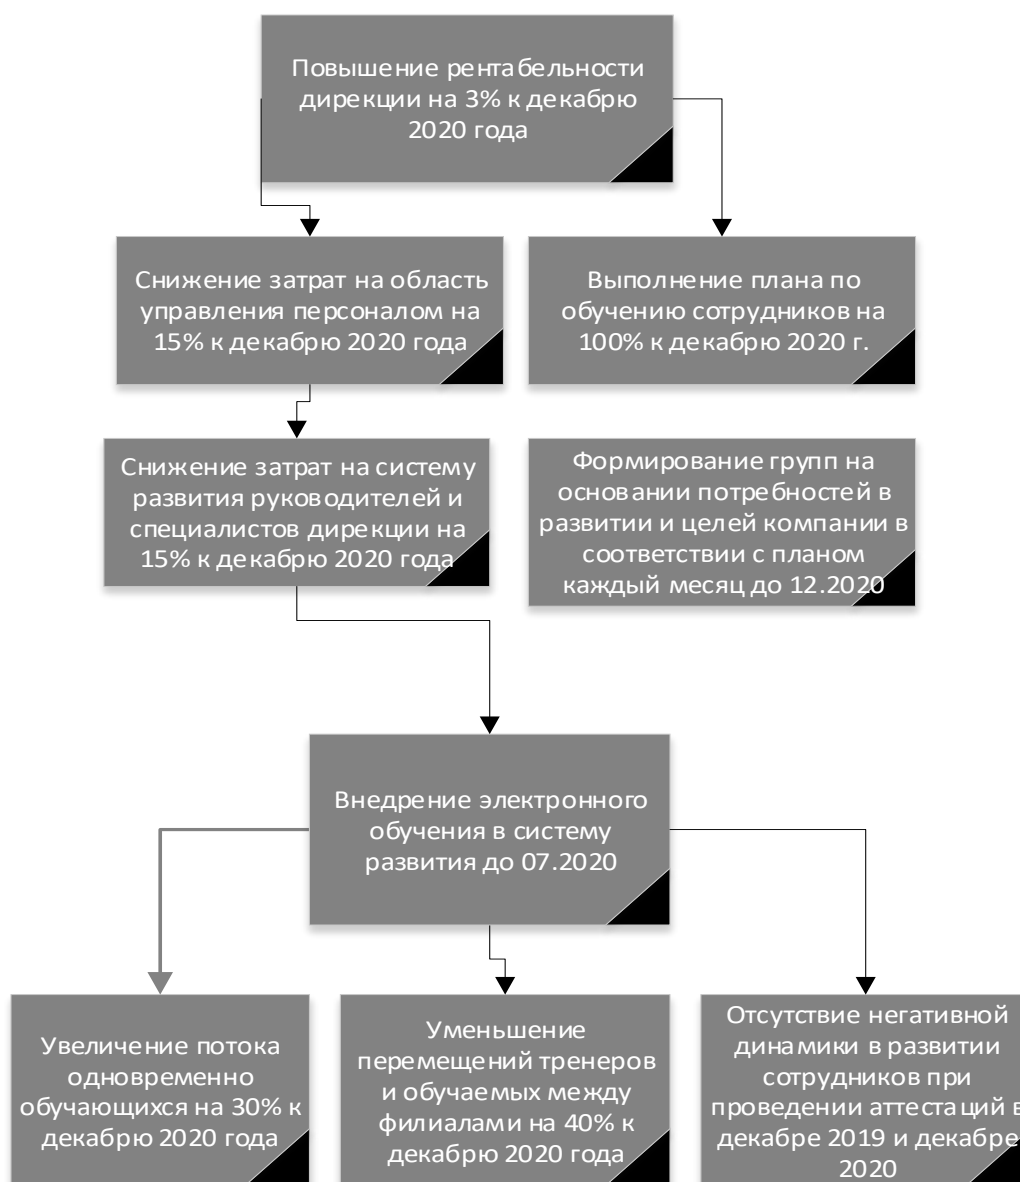 Повышение рентабельности
дирекции на 3% к декабрю
2020 года
Снижение затрат на область
управления персоналом на
15% к декабрю 2020 года
Выполнение плана по
обучению сотрудников на
100% к декабрю 2020 г.
Снижение затрат на систему
развития руководителей и
специалистов дирекции на
15% к декабрю 2020 года
Формирование групп на
основании потребностей в
развитии и целей компании в
соответствии с планом
каждый месяц до 12.2020
Внедрение электронного
обучения в систему
развития до 07.2020
Увеличение потока
одновременно
обучающихся на 30% к
декабрю 2020 года
Уменьшение
перемещений тренеров
и обучаемых между
филиалами на 40% к
декабрю 2020 года
Отсутствие негативной
динамики в развитии
сотрудников при
проведении аттестаций в
декабре 2019 и декабре
2020